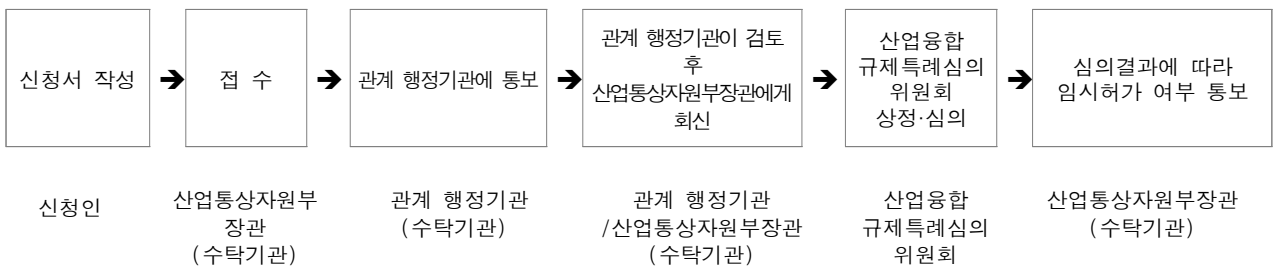 신청서 작성
➔
접 수
➔
관계 행정기관에 통보
➔
관계 행정기관이 검토
후
산업통상자원부장관에게
회신
➔
산업융합
규제특례심의
위원회
상정·심의
➔
심의결과에 따라
임시허가 여부 통보
신청인
산업통상자원부
장관
(수탁기관)
관계 행정기관
(수탁기관)
관계 행정기관
/산업통상자원부장관
(수탁기관)
산업융합
규제특례심의
위원회
산업통상자원부장관
(수탁기관)